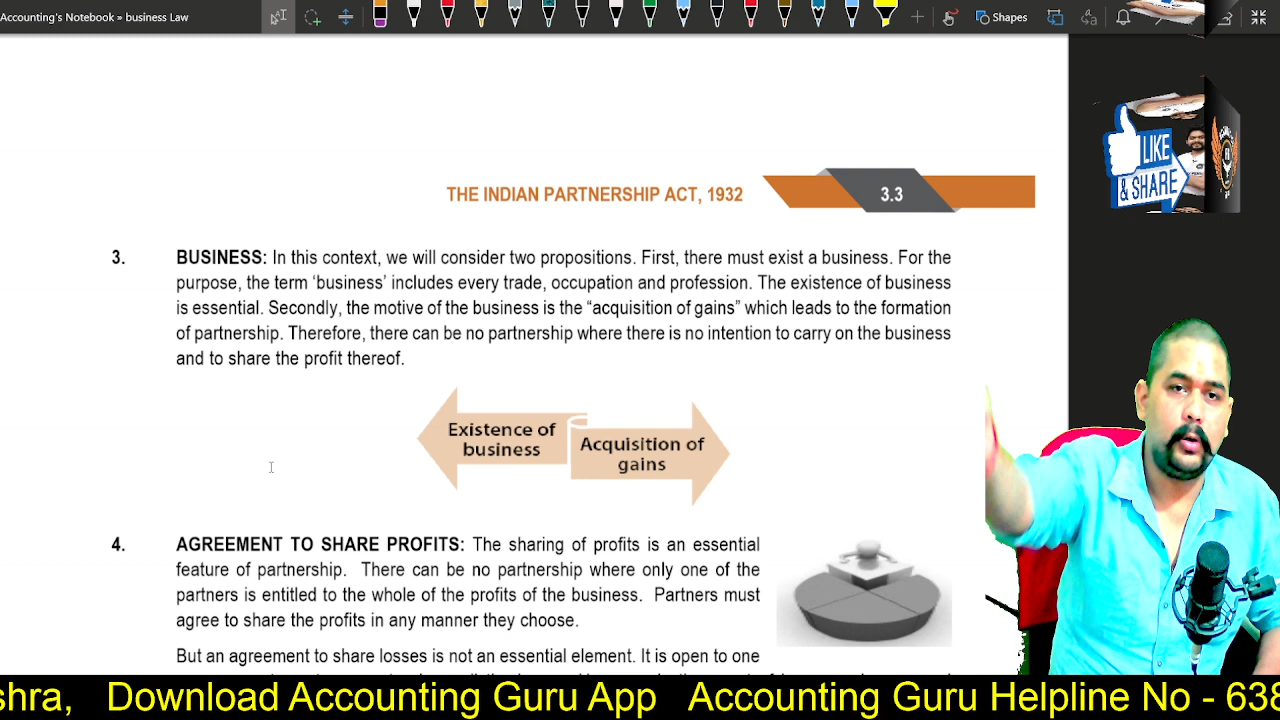 Accounting's Notebook » business Law
Shapes
LIKE
& SHARE
THE INDIAN PARTNERSHIP ACT, 1932
3.3
3. BUSINESS: In this context, we will consider two propositions. First, there must exist a business. For the
purpose, the term ‘business’ includes every trade, occupation and profession. The existence of business
is essential. Secondly, the motive of the business is the “acquisition of gains” which leads to the formation
of partnership. Therefore, there can be no partnership where there is no intention to carry on the business
and to share the profit thereof.
Existence of
business
Acquisition of
gains
4. AGREEMENT TO SHARE PROFITS: The sharing of profits is an essential
feature of partnership. There can be no partnership where only one of the
partners is entitled to the whole of the profits of the business. Partners must
agree to share the profits in any manner they choose.
But an agreement to share losses is not an essential element. It is open to one
shra, Download Accounting Guru App Accounting Guru Helpline No - 638